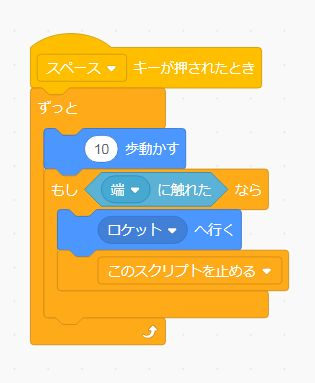 スペース キーが押されたとき
ずっと
10 歩動かす
もし 端 に触れた なら
ロケット へ行く
このスクリプトを止める